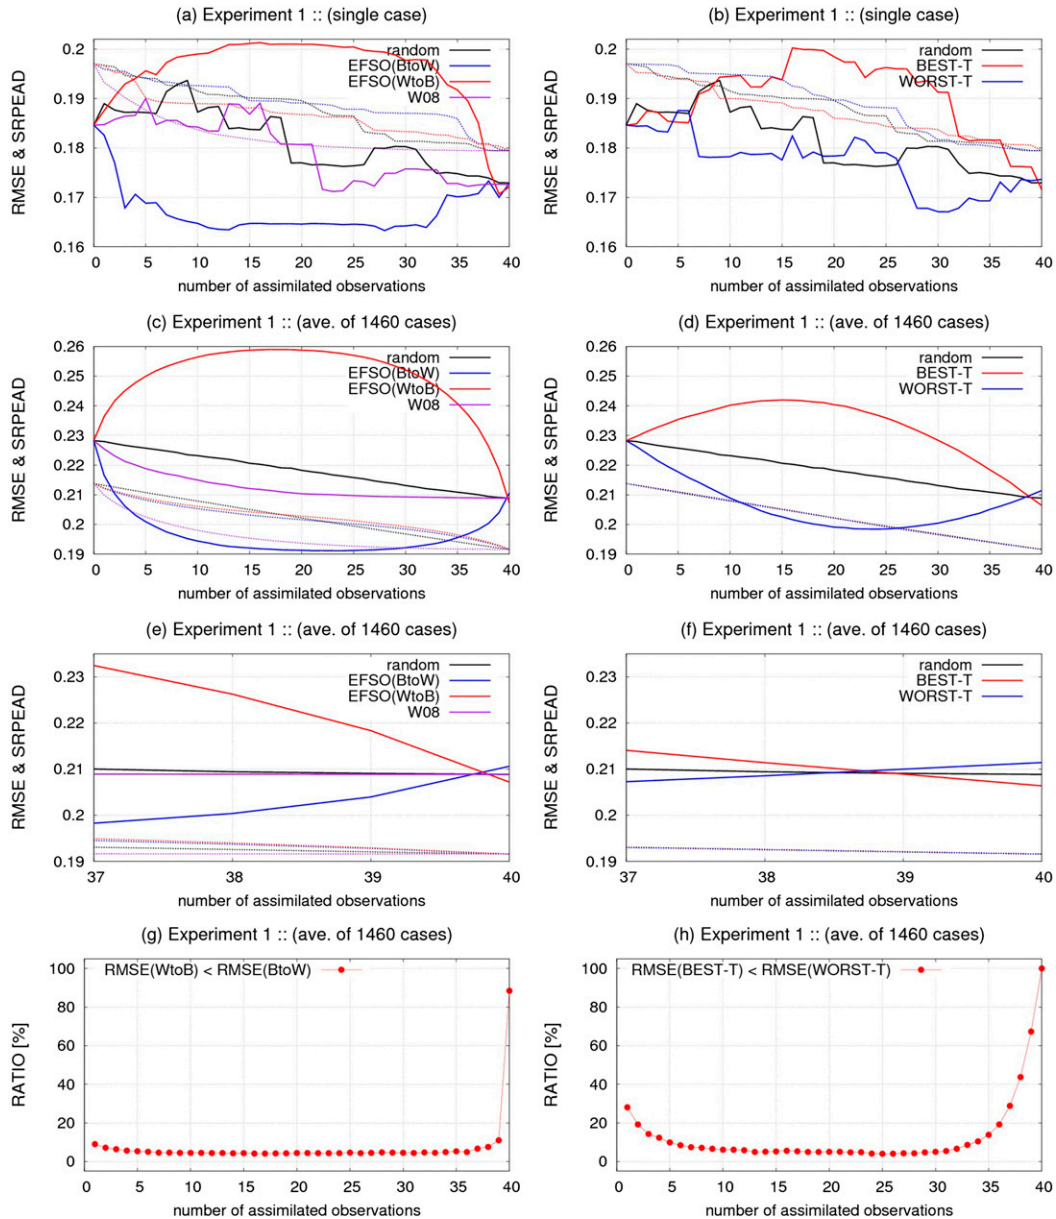 (a) Experiment 1 :: (single case)
RMSE & SRPEAD
0.2
0.19
0.18
0.17
0.16
random
EFSO(BtoW)
EFSO(WtoB)
W08
0 5 10 15 20 25 30 35 40
number of assimilated observations
(b) Experiment 1 :: (single case)
RMSE & SRPEAD
0.2
0.19
0.18
0.17
0.16
random
BEST-T
WORST-T
0 5 10 15 20 25 30 35 40
number of assimilated observations
(c) Experiment 1 :: (ave. of 1460 cases)
RMSE & SRPEAD
0.26
0.25
0.24
0.23
0.22
0.21
0.2
0.19
random
EFSO(BtoW)
EFSO(WtoB)
W08
0 5 10 15 20 25 30 35 40
number of assimilated observations
(d) Experiment 1 :: (ave. of 1460 cases)
RMSE & SRPEAD
0.26
0.25
0.24
0.23
0.22
0.21
0.2
0.19
random
BEST-T
WORST-T
0 5 10 15 20 25 30 35 40
number of assimilated observations
(e) Experiment 1 :: (ave. of 1460 cases)
RMSE & SRPEAD
0.23
0.22
0.21
0.2
0.19
random
EFSO(BtoW)
EFSO(WtoB)
W08
37 38 39 40
number of assimilated observations
(f) Experiment 1 :: (ave. of 1460 cases)
RMSE & SRPEAD
0.23
0.22
0.21
0.2
0.19
random
BEST-T
WORST-T
37 38 39 40
number of assimilated observations
(g) Experiment 1 :: (ave. of 1460 cases)
RATIO [%]
100
80
60
40
20
0
RMSE(WtoB) < RMSE(BtoW)
0 5 10 15 20 25 30 35 40
number of assimilated observations
(h) Experiment 1 :: (ave. of 1460 cases)
RATIO [%]
100
80
60
40
20
0
RMSE(BEST-T) < RMSE(WORST-T)
0 5 10 15 20 25 30 35 40
number of assimilated observations